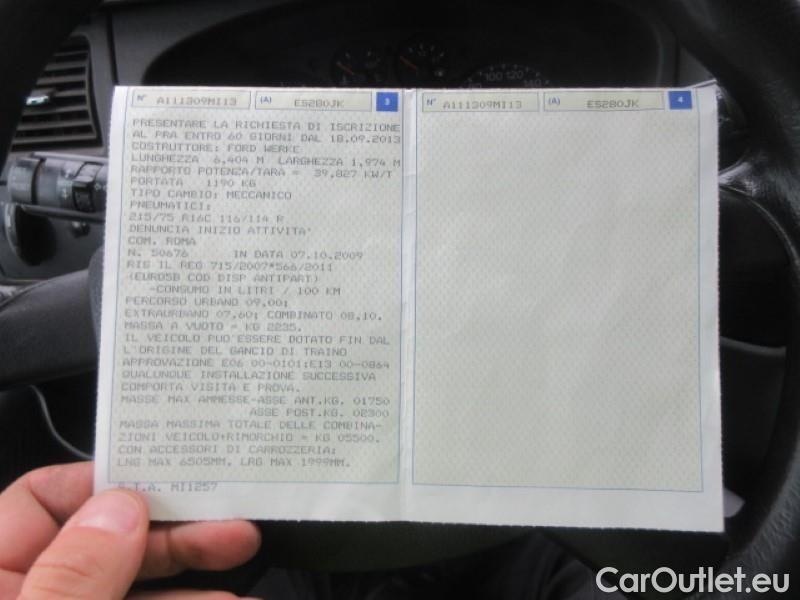 N° A111309MI13 (A) ES280JK 3
PRESENTARE LA RICHIESTA DI ISCRIZIONE
AL PRA ENTRO 60 GIORNI DAL 18.09.2013
COSTRUTTORE: FORD WERKE
LUNGHEZZA 6,404 M LARGHEZZA 1,974 M
RAPPORTO POTENZA/TARA = 39,827 KW/T
PORTATA 1190 KG
TIPO CAMBIO: MECCANICO
PNEUMATICI:
215/75 R16C 116/114 R
DENUNCIA INIZIO ATTIVITA'
COM. ROMA
N. 50676 IN DATA 07.10.2009
RIS IL REG 715/2007*566/2011
(EURO5B COD DISP ANTIPART)
-CONSUMO IN LITRI / 100 KM
PERCORSO URBANO 09,00;
EXTRAURBANO 07,60; COMBINATO 08,10.
MASSA A VUOTO = KG 2235.
IL VEICOLO PUO'ESSERE DOTATO FIN DAL
L'ORIGINE DEL GANCIO DI TRAINO
APPROVAZIONE E06 00-0101;E13 00-0864
QUALUNQUE INSTALLAZIONE SUCCESSIVA
COMPORTA VISITA E PROVA.
MASSE MAX AMMESSE-ASSE ANT.KG. 01750
ASSE POST.KG. 02300
MASSA MASSIMA TOTALE DELLE COMBINA-
ZIONI VEICOLO+RIMORCHIO = KG 05500.
CON ACCESSORI DI CARROZZERIA:
LNG MAX 6505MM, LRG MAX 1999MM.
S.T.A. MI1257
N° A111309MI13 (A) ES280JK 4
100 120 140
CarOutlet.eu